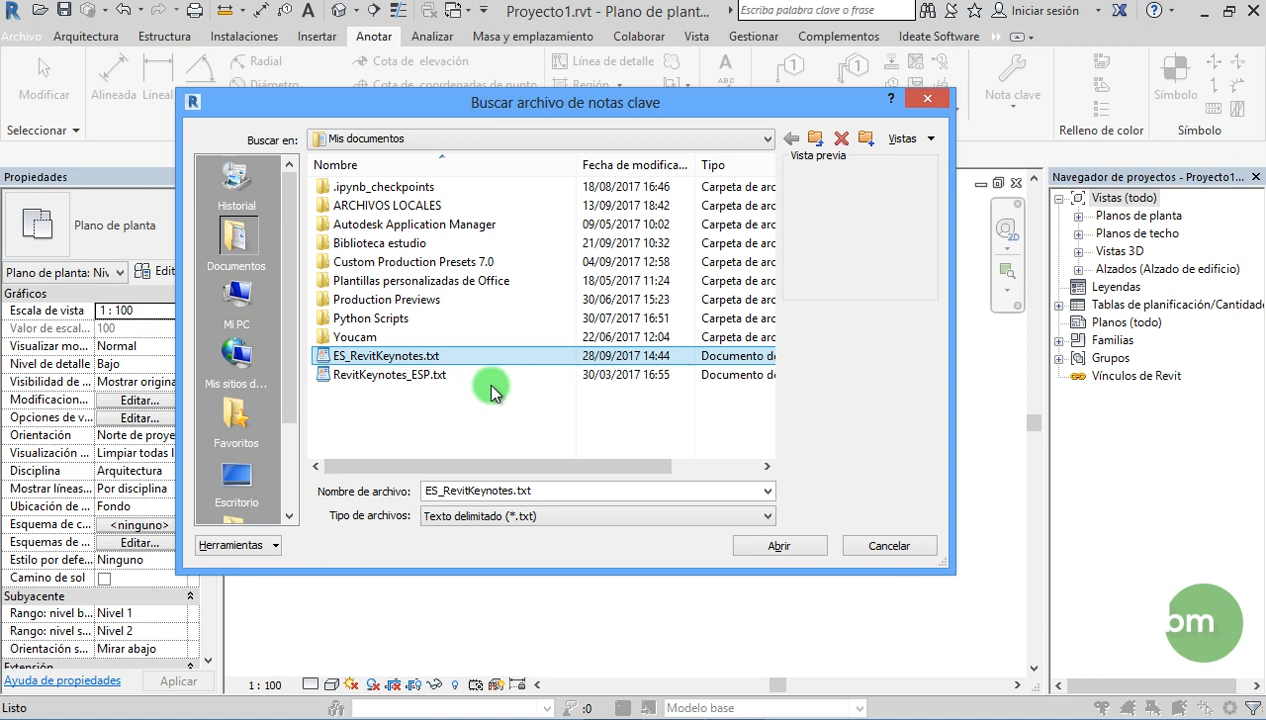 Proyecto1.rvt - Plano de plant...
Escriba palabra clave o frase
Iniciar sesión
Archivo Arquitectura Estructura Instalaciones Insertar Anotar Analizar Masa y emplazamiento Colaborar Vista Gestionar Complementos Ideate Software
Modificar
Alineada
Lineal
Radial
Diámetro
Cota de elevación
Cota de coordenadas de punto
Línea de detalle
Región
A
ABC
1
1
Nota clave
Símbolo
Seleccionar
Relleno de color
Símbolo
Buscar archivo de notas clave
Buscar en: Mis documentos
Vistas
Vista previa
Nombre Fecha de modifica... Tipo
.ipynb_checkpoints 18/08/2017 16:46 Carpeta de arc
ARCHIVOS LOCALES 13/09/2017 18:42 Carpeta de arc
Autodesk Application Manager 09/05/2017 10:02 Carpeta de arc
Biblioteca estudio 21/09/2017 10:32 Carpeta de arc
Custom Production Presets 7.0 04/09/2017 12:58 Carpeta de arc
Plantillas personalizadas de Office 18/05/2017 11:24 Carpeta de arc
Production Previews 30/06/2017 15:23 Carpeta de arc
Python Scripts 30/07/2017 16:51 Carpeta de arc
Youcam 22/06/2017 12:04 Carpeta de arc
ES_RevitKeynotes.txt 28/09/2017 14:44 Documento de
RevitKeynotes_ESP.txt 30/03/2017 16:55 Documento de
Historial
Documentos
Mi PC
Mis sitios d...
Favoritos
Escritorio
Nombre de archivo: ES_RevitKeynotes.txt
Tipo de archivos: Texto delimitado (*.txt)
Herramientas
Abrir
Cancelar
Propiedades
Plano de planta
Plano de planta: Niv Edit
Gráficos
Escala de vista 1 : 100
Valor de escal... 100
Visualizar mo... Normal
Nivel de detalle Bajo
Visibilidad de ... Mostrar origina
Modificacion... Editar...
Opciones de v... Editar...
Orientación Norte de proye
Visualización ... Limpiar todas l
Disciplina Arquitectura
Mostrar líneas... Por disciplina
Ubicación de ... Fondo
Esquema de c... <ninguno>
Esquemas de ... Editar...
Estilo por defe... Ninguno
Camino de sol
Subyacente
Rango: nivel b... Nivel 1
Rango: nivel s... Nivel 2
Orientación s... Mirar abajo
Extensión
Ayuda de propiedades Aplicar
Navegador de proyectos - Proyecto1...
Vistas (todo)
Planos de planta
Planos de techo
Vistas 3D
Alzados (Alzado de edificio)
Leyendas
Tablas de planificación/Cantidade
Planos (todo)
Familias
Grupos
Vínculos de Revit
2D
om
1 : 100
Listo
:0
Modelo base